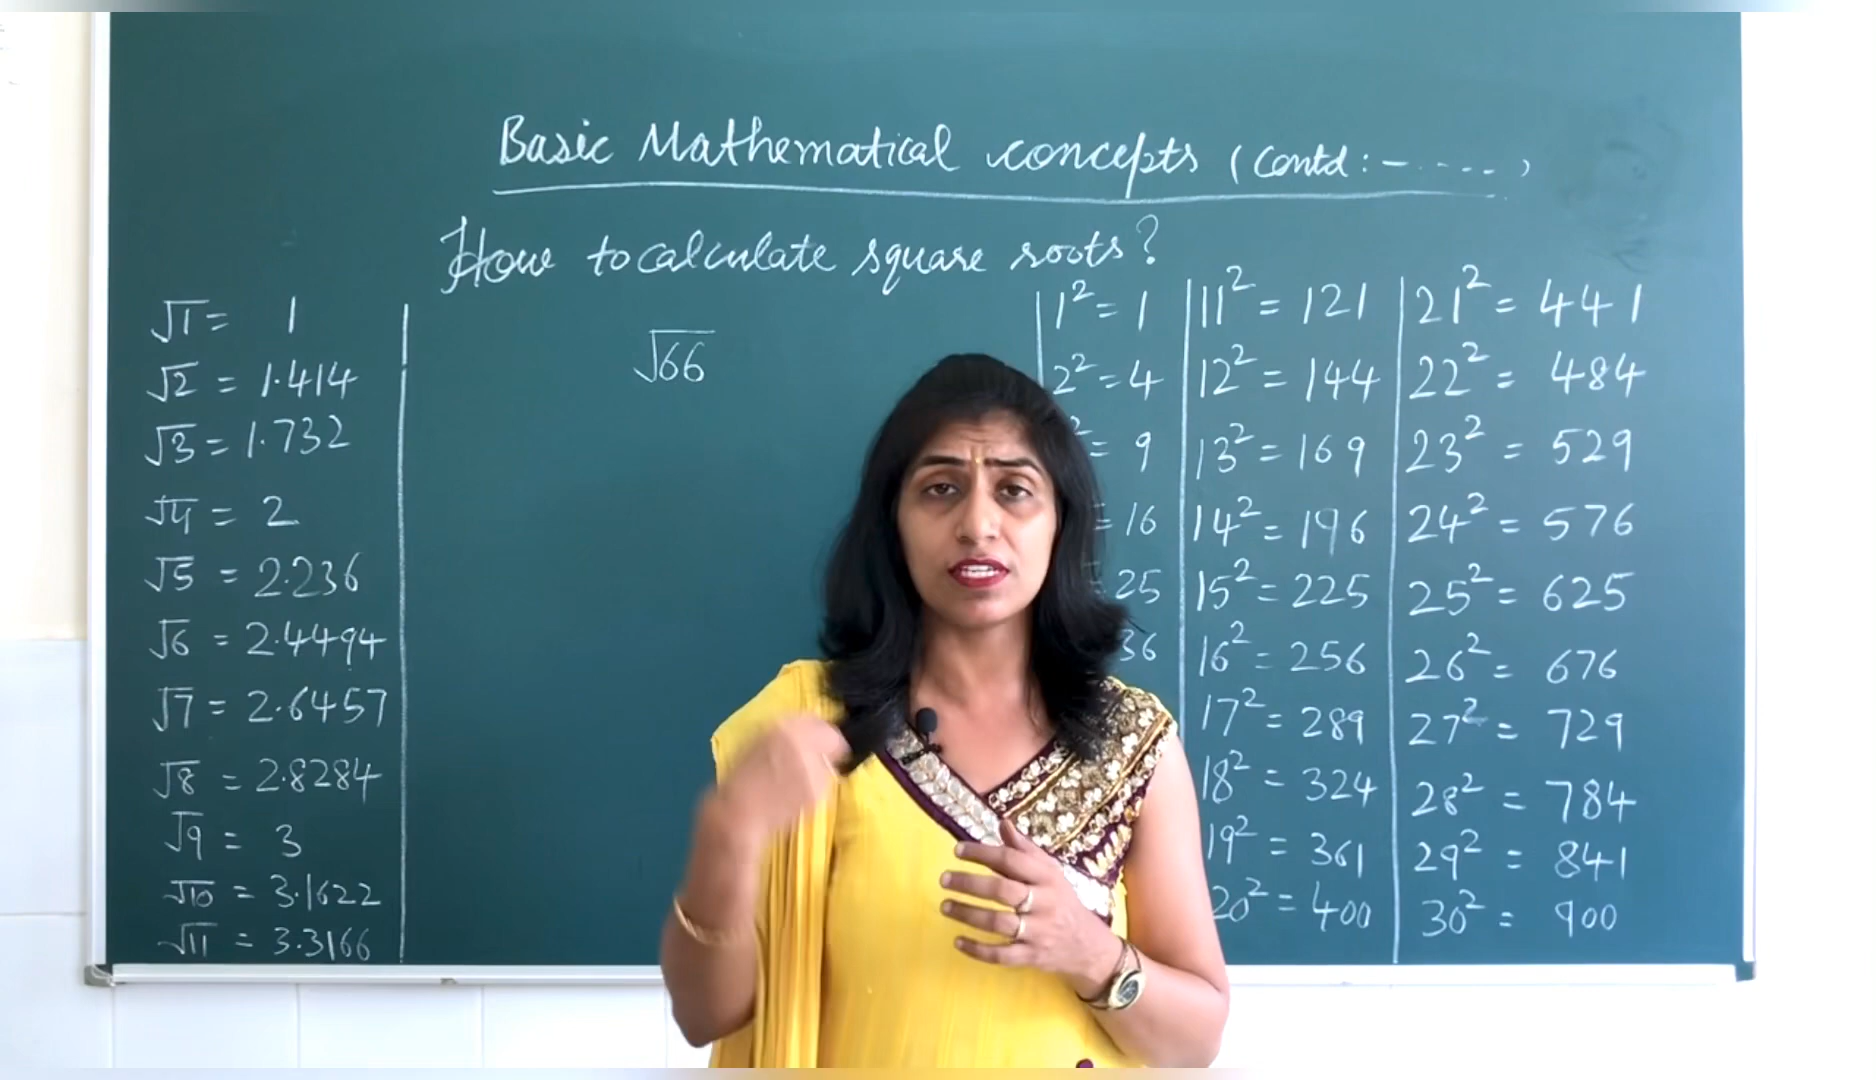 Basic Mathematical concepts (contd:-.....)
How to calculate square roots?
√1 = 1
√2 = 1.414
√3 = 1.732
√4 = 2
√5 = 2.236
√6 = 2.4494
√7 = 2.6457
√8 = 2.8284
√9 = 3
√10 = 3.1622
√11 = 3.3166
√66
1² = 1
2² = 4
² = 9
= 16
= 25
36
11² = 121
12² = 144
13² = 169
14² = 196
15² = 225
16² = 256
17² = 289
18² = 324
19² = 361
20² = 400
21² = 441
22² = 484
23² = 529
24² = 576
25² = 625
26² = 676
27² = 729
28² = 784
29² = 841
30² = 900